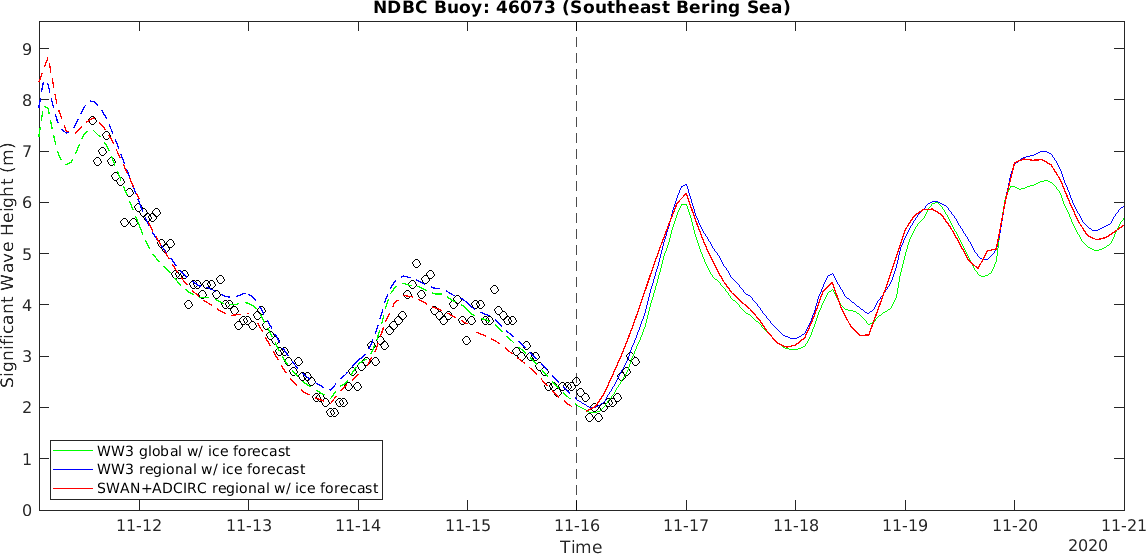 NDBC Buoy: 46073 (Southeast Bering Sea)
Significant Wave Height (m)
9
8
7
6
5
4
3
2
1
0
WW3 global w/ ice forecast
WW3 regional w/ ice forecast
SWAN+ADCIRC regional w/ ice forecast
11-12 11-13 11-14 11-15 11-16 11-17 11-18 11-19 11-20 11-21
Time
2020